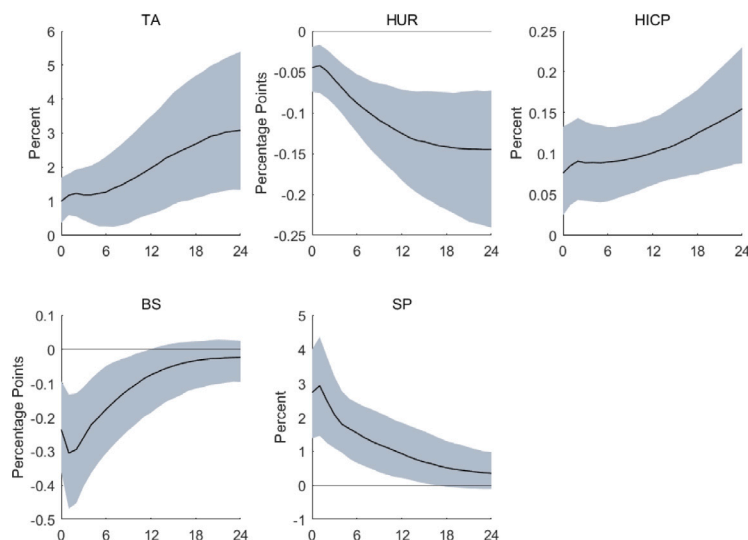 TA
Percent
6
5
4
3
2
1
0
0 6 12 18 24
HUR
Percentage Points
0
-0.05
-0.1
-0.15
-0.2
-0.25
0 6 12 18 24
HICP
Percent
0.25
0.2
0.15
0.1
0.05
0
0 6 12 18 24
BS
Percentage Points
0.1
0
-0.1
-0.2
-0.3
-0.4
-0.5
0 6 12 18 24
SP
Percent
5
4
3
2
1
0
-1
0 6 12 18 24